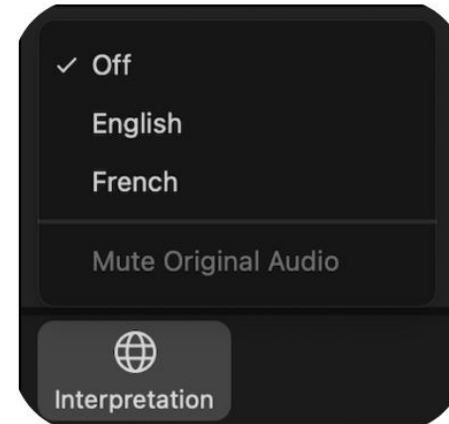 Off
English
French
Mute Original Audio
Interpretation